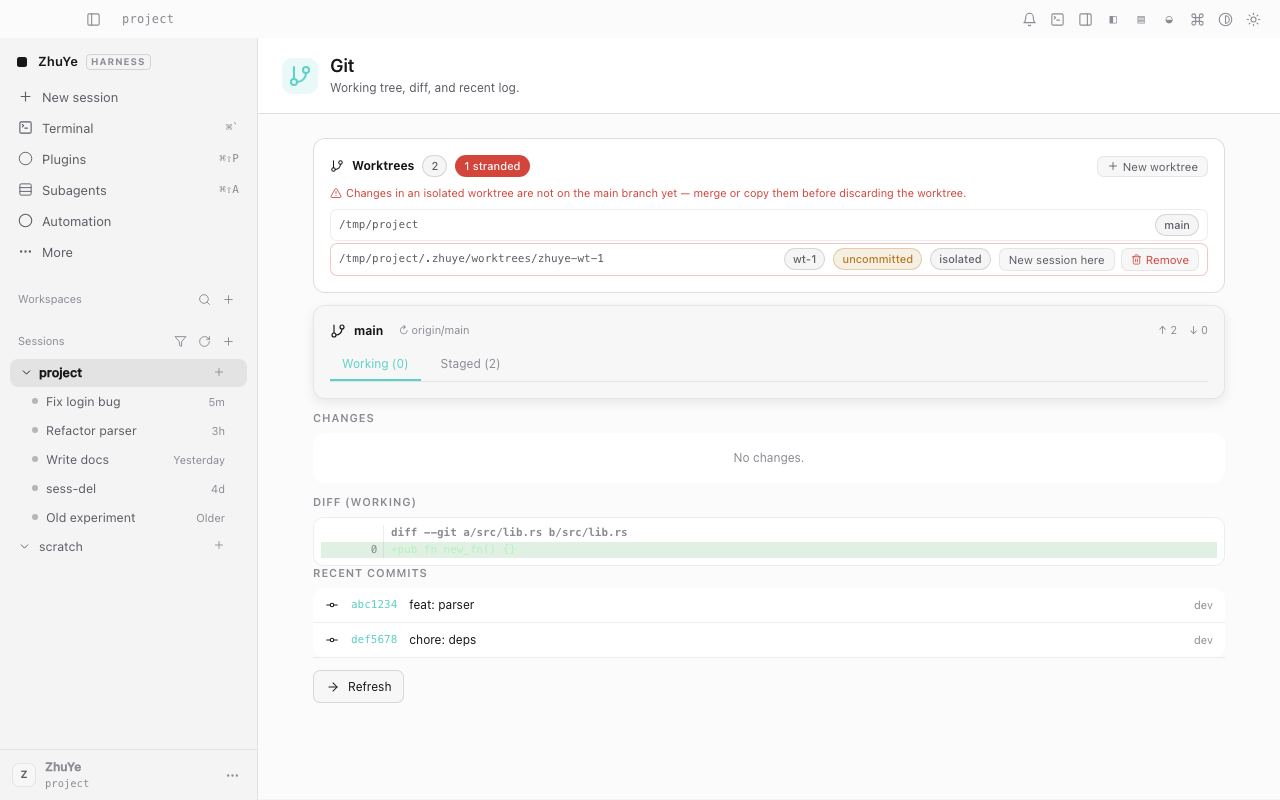 project
ZhuYe HARNESS
New session
Terminal ⌘`
Plugins ⌘⇧P
Subagents ⌘⇧A
Automation
More
Workspaces
Sessions
project
Fix login bug 5m
Refactor parser 3h
Write docs Yesterday
sess-del 4d
Old experiment Older
scratch
Z
ZhuYe
project
Git
Working tree, diff, and recent log.
Worktrees 2 1 stranded New worktree
Changes in an isolated worktree are not on the main branch yet — merge or copy them before discarding the worktree.
/tmp/project main
/tmp/project/.zhuye/worktrees/zhuye-wt-1 wt-1 uncommitted isolated New session here Remove
main ↻ origin/main ↑ 2 ↓ 0
Working (0) Staged (2)
CHANGES
No changes.
DIFF (WORKING)
diff --git a/src/lib.rs b/src/lib.rs
0 +pub fn new_fn() {}
RECENT COMMITS
abc1234 feat: parser dev
def5678 chore: deps dev
Refresh